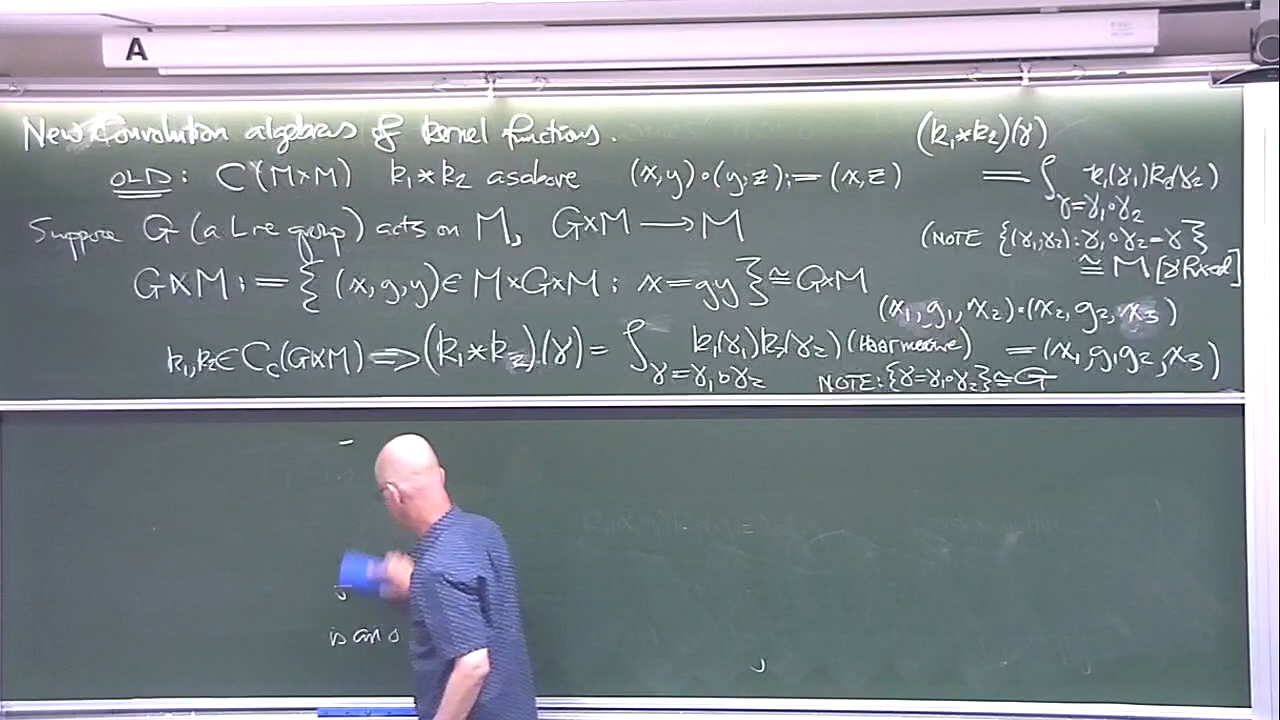 A
New Convolution algebras of kernel functions.
OLD: C^∞(M×M) k₁*k₂ as above (x,y)∘(y,z):=(x,z)
(k₁*k₂)(γ)
= ∫_{γ=γ₁∘γ₂} k₁(γ₁)k₂(γ₂)
(NOTE {(γ₁,γ₂):γ₁∘γ₂=γ}
≅ M [γ fixed]
Suppose G (a Lie group) acts on M, G×M ⟶ M
G⋊M := {(x,g,y)∈ M×G×M : x=gy} ≅ G×M
(x₁,g₁,x₂)∘(x₂,g₂,x₃)
=(x₁,g₁g₂,x₃)
k₁,k₂∈C_c(G⋊M) ⟹ (k₁*k₂)(γ) = ∫_{γ=γ₁∘γ₂} k₁(γ₁)k₂(γ₂) (Haar measure)
NOTE: {γ=γ₁∘γ₂}≅G
is an